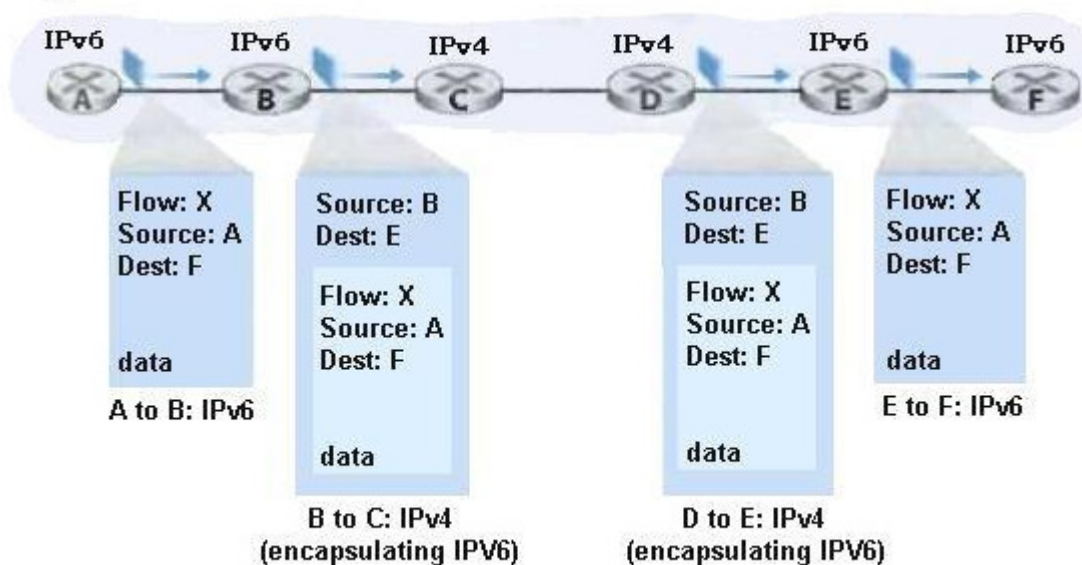 IPv6
IPv6
IPv4
IPv4
IPv6
IPv6
A
B
C
D
E
F
Flow: X
Source: A
Dest: F
data
A to B: IPv6
Source: B
Dest: E
Flow: X
Source: A
Dest: F
data
B to C: IPv4
(encapsulating IPV6)
Source: B
Dest: E
Flow: X
Source: A
Dest: F
data
D to E: IPv4
(encapsulating IPV6)
Flow: X
Source: A
Dest: F
data
E to F: IPv6